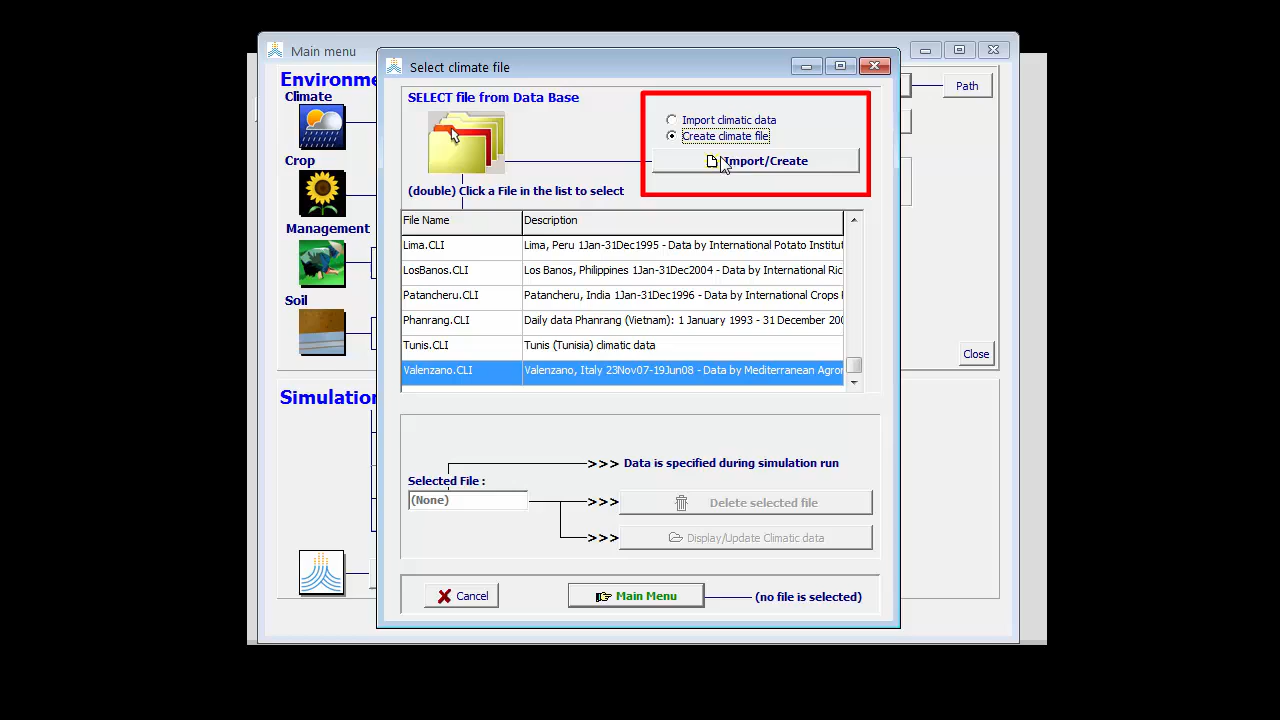 Main menu
Select climate file
Environme
Climate
Crop
Management
Soil
Simulation
Path
Close
SELECT file from Data Base
Import climatic data
Create climate file
Import/Create
(double) Click a File in the list to select
File Name Description
Lima.CLI Lima, Peru 1Jan-31Dec1995 - Data by International Potato Institut
LosBanos.CLI Los Banos, Philippines 1Jan-31Dec2004 - Data by International Ric
Patancheru.CLI Patancheru, India 1Jan-31Dec1996 - Data by International Crops
Phanrang.CLI Daily data Phanrang (Vietnam): 1 January 1993 - 31 December 200
Tunis.CLI Tunis (Tunisia) climatic data
Valenzano.CLI Valenzano, Italy 23Nov07-19Jun08 - Data by Mediterranean Agror
>>> Data is specified during simulation run
Selected File :
(None)
>>> Delete selected file
>>> Display/Update Climatic data
Cancel
Main Menu
(no file is selected)